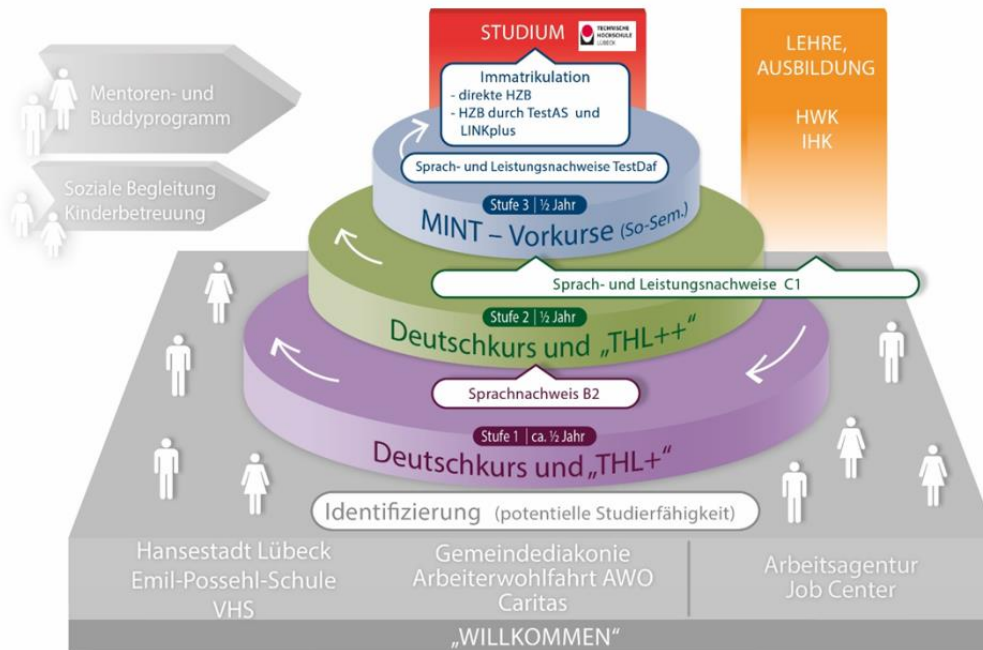 STUDIUM
TECHNISCHE
HOCHSCHULE
LÜBECK
Immatrikulation
- direkte HZB
- HZB durch TestAS und
LINKplus
LEHRE,
AUSBILDUNG
HWK
IHK
Mentoren- und
Buddyprogramm
Soziale Begleitung
Kinderbetreuung
Sprach- und Leistungsnachweise TestDaf
Stufe 3 | ½ Jahr
MINT – Vorkurse (So-Sem.)
Sprach- und Leistungsnachweise C1
Stufe 2 | ½ Jahr
Deutschkurs und „THL++“
Sprachnachweis B2
Stufe 1 | ca. ½ Jahr
Deutschkurs und „THL+“
Identifizierung (potentielle Studierfähigkeit)
Hansestadt Lübeck
Emil-Possehl-Schule
VHS
Gemeindediakonie
Arbeiterwohlfahrt AWO
Caritas
Arbeitsagentur
Job Center
„WILLKOMMEN“